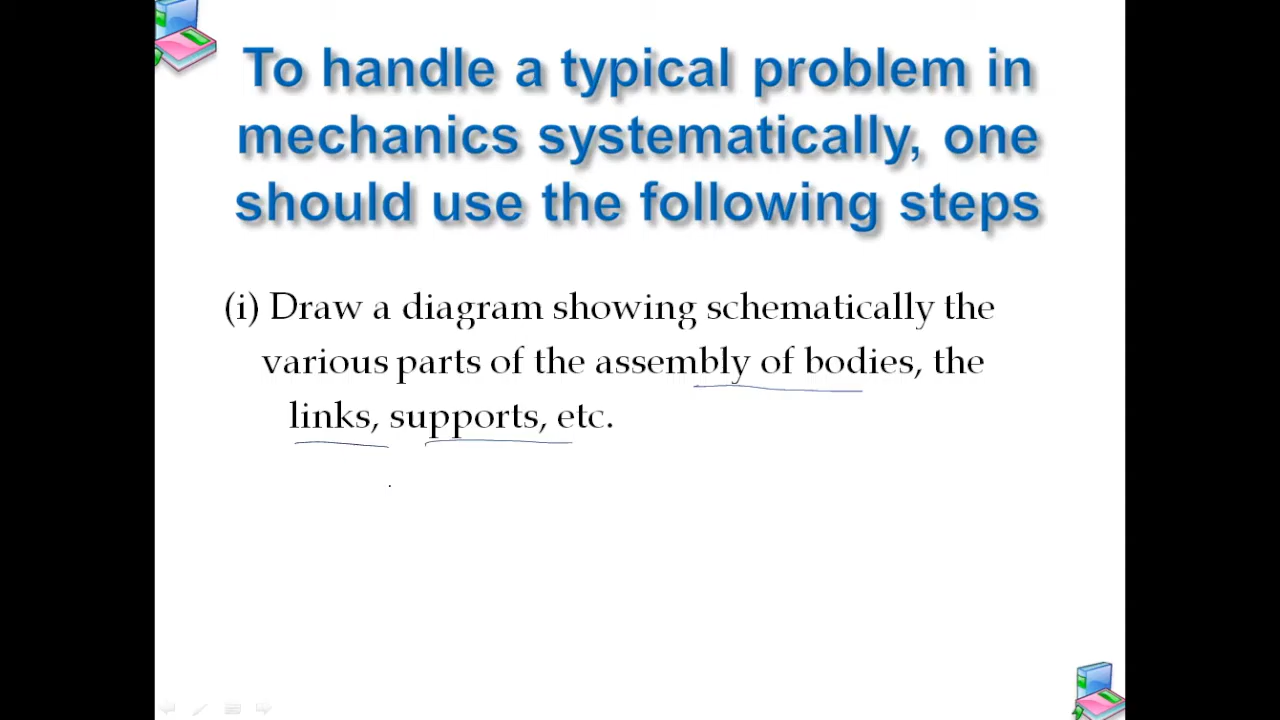 To handle a typical problem in
mechanics systematically, one
should use the following steps
(i) Draw a diagram showing schematically the
various parts of the assembly of bodies, the
links, supports, etc.